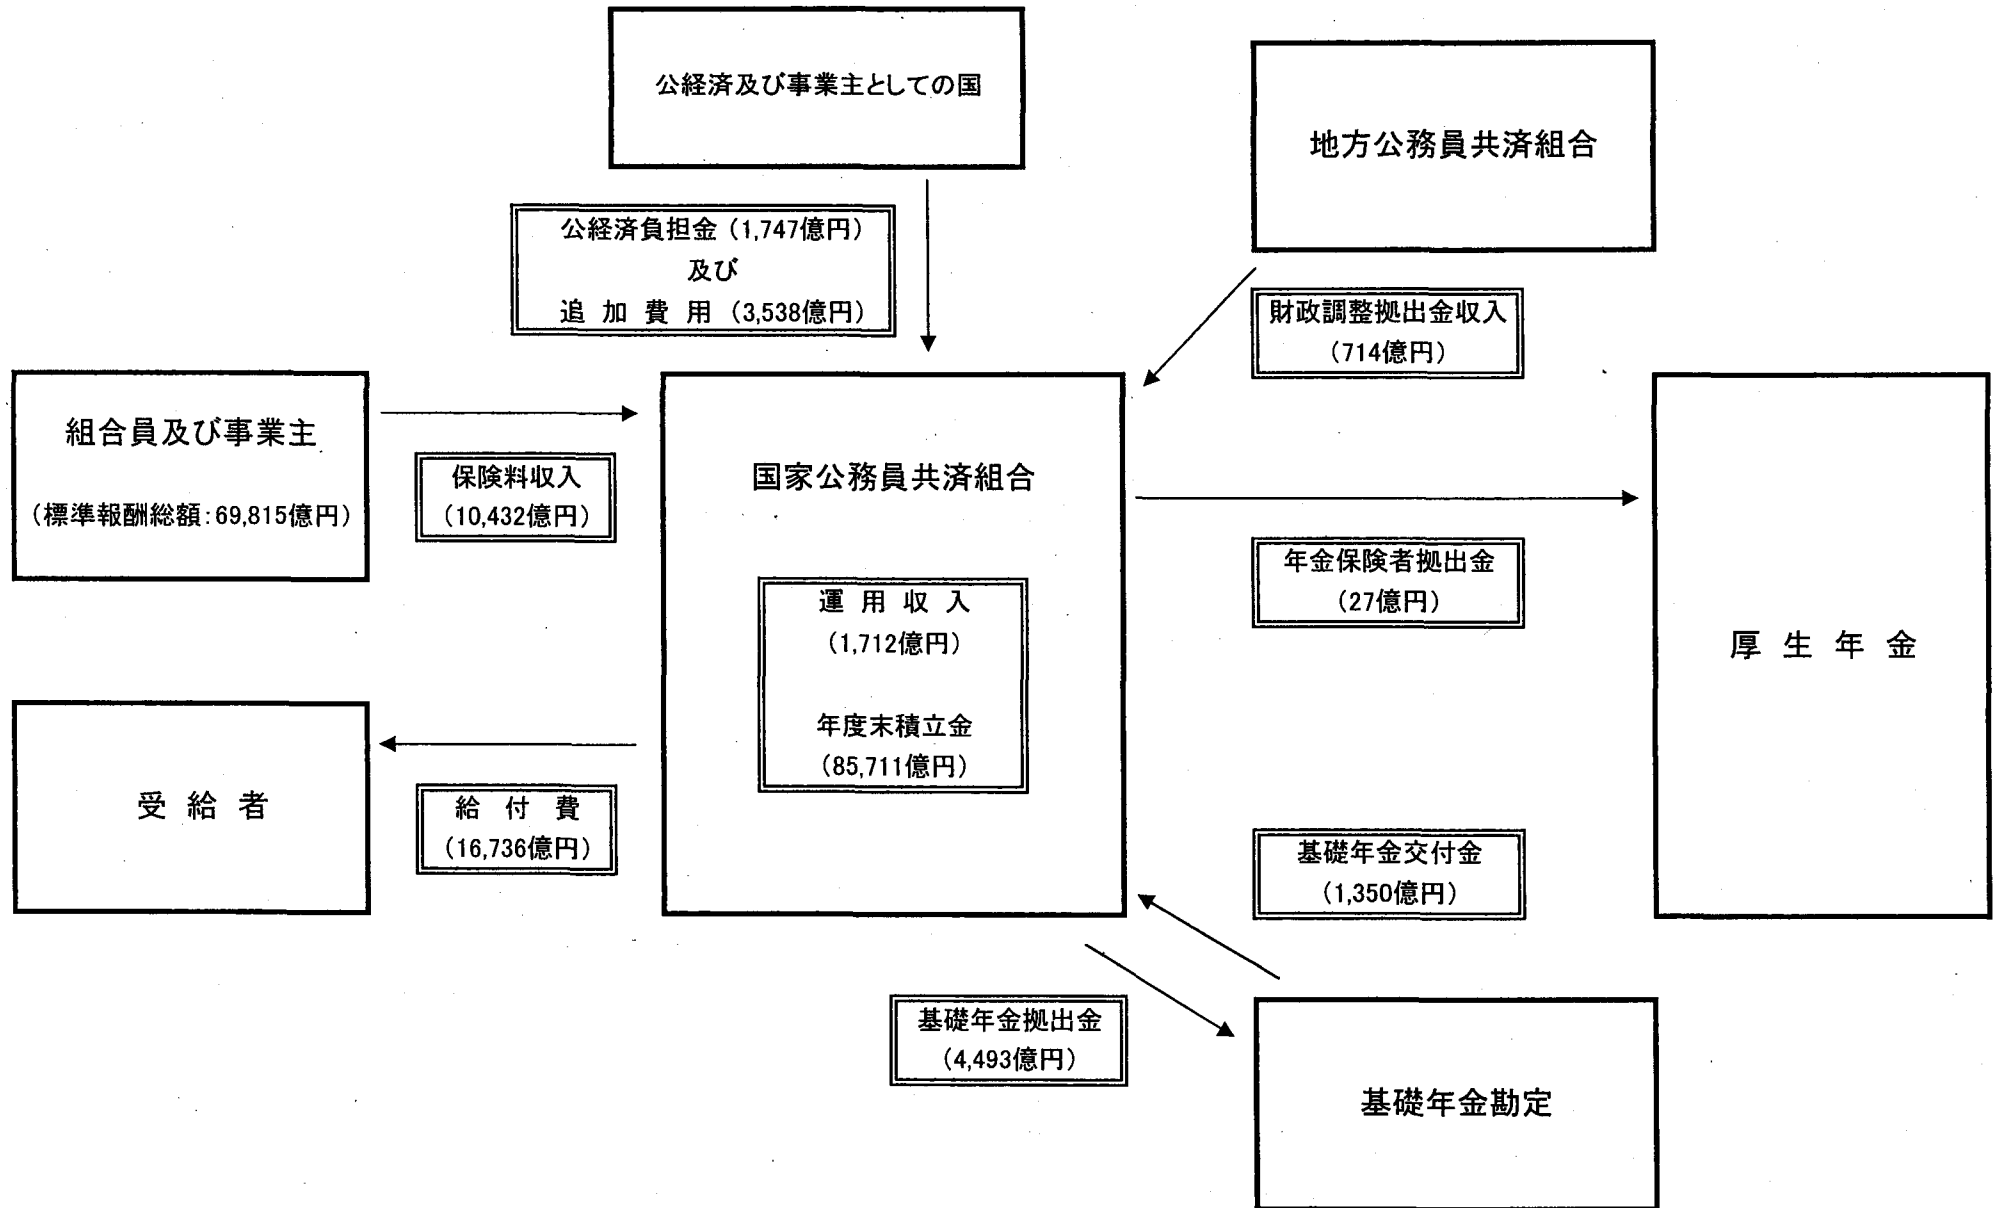 公経済及び事業主としての国
地方公務員共済組合
公経済負担金（1,747億円）
及び
追 加 費 用 （3,538億円）
財政調整拠出金収入
（714億円）
組合員及び事業主
（標準報酬総額：69,815億円）
保険料収入
（10,432億円）
国家公務員共済組合
年金保険者拠出金
（27億円）
運 用 収 入
（1,712億円）
年度末積立金
（85,711億円）
厚 生 年 金
受 給 者
給 付 費
（16,736億円）
基礎年金交付金
（1,350億円）
基礎年金拠出金
（4,493億円）
基礎年金勘定